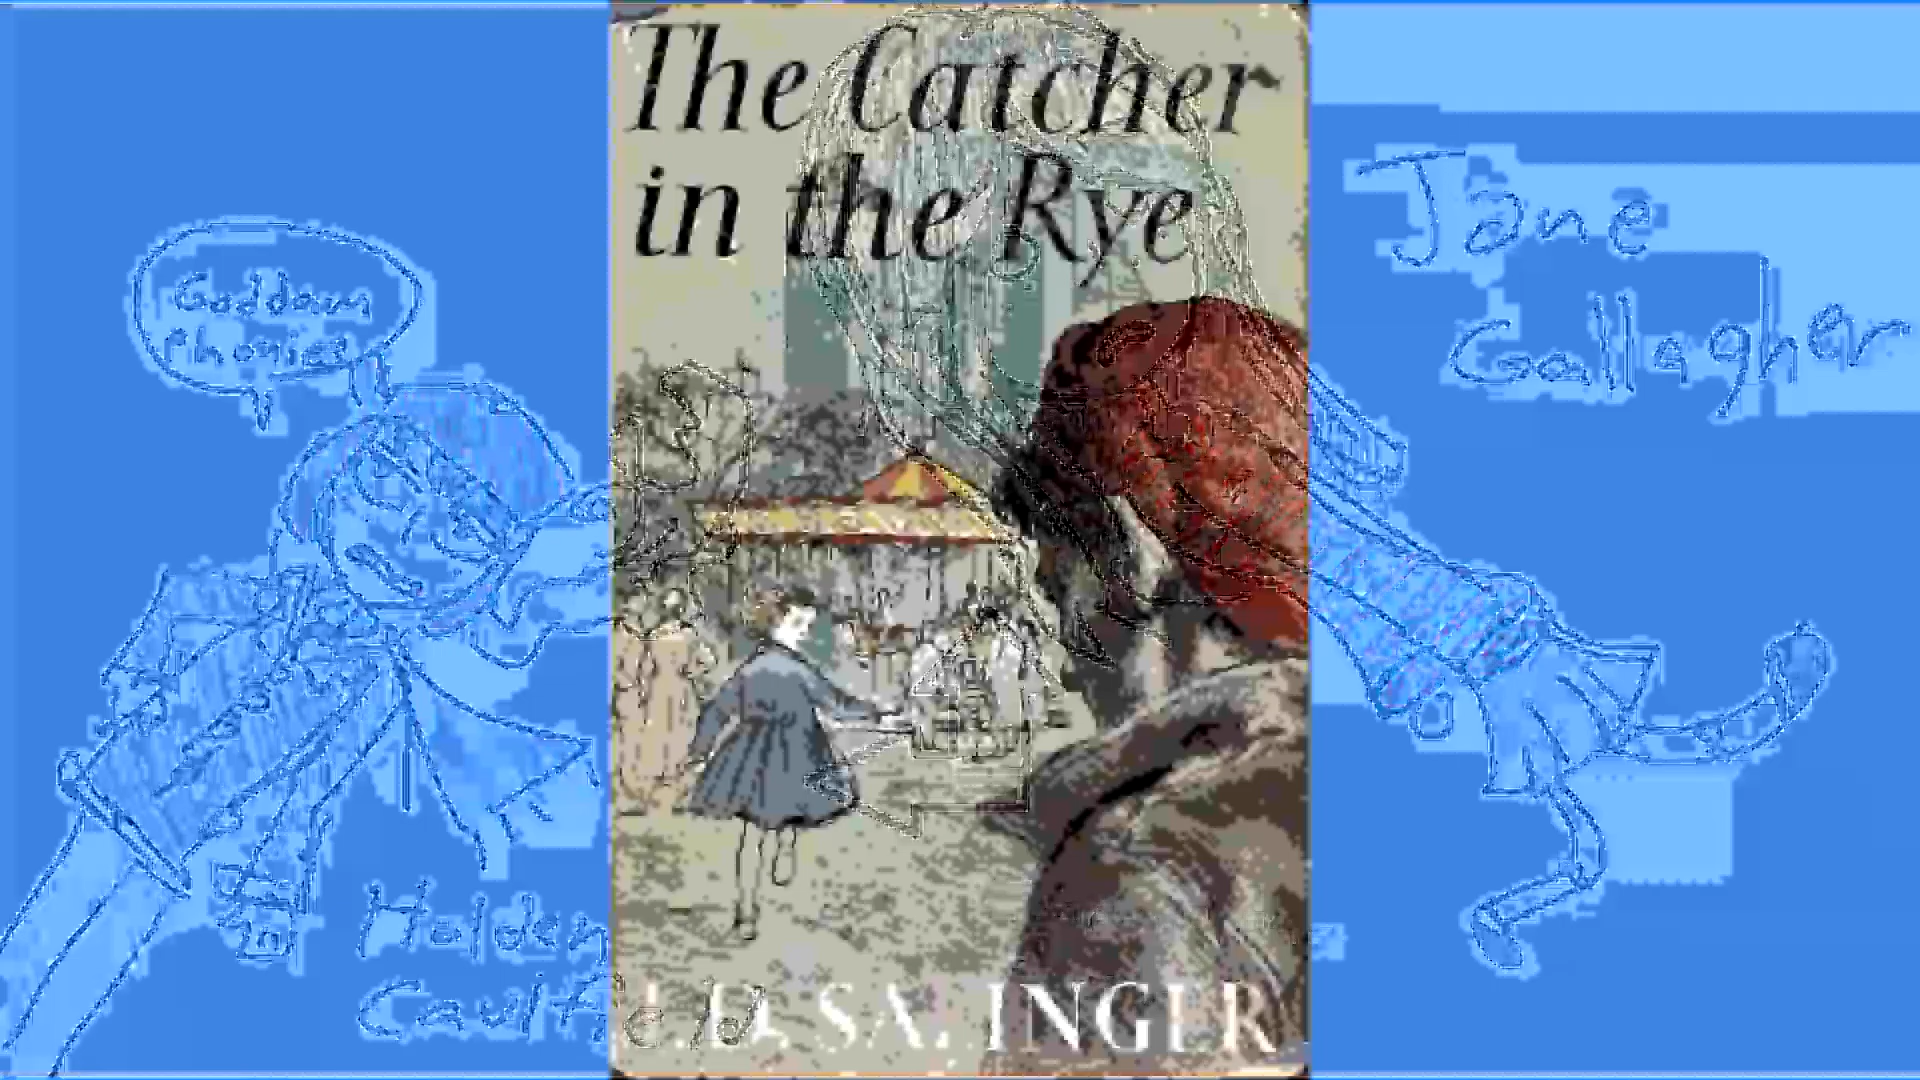 The Catcher
in the Rye
Goddam
Phonies
Jane
Gallagher
Holden
Caulfield
J.D. SALINGER